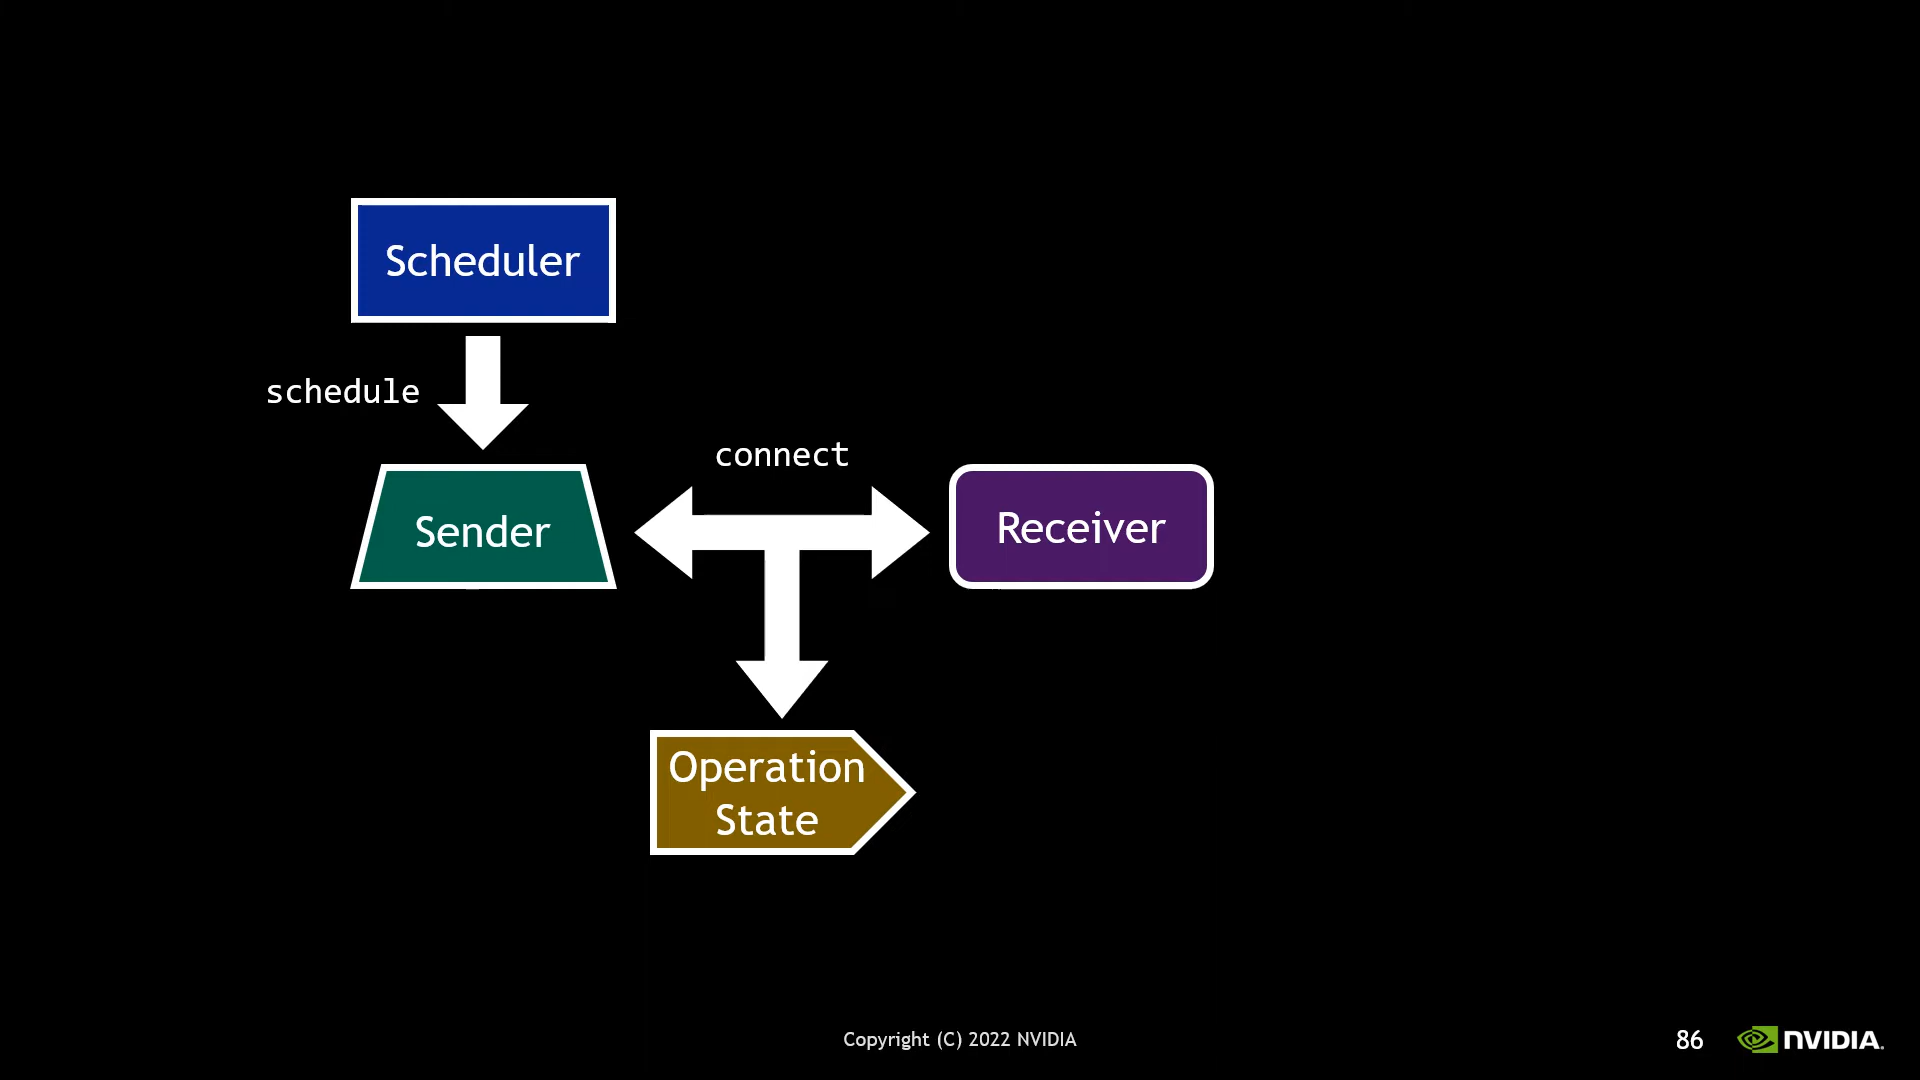 Scheduler
schedule
connect
Sender
Receiver
Operation
State
Copyright (C) 2022 NVIDIA
86
NVIDIA.